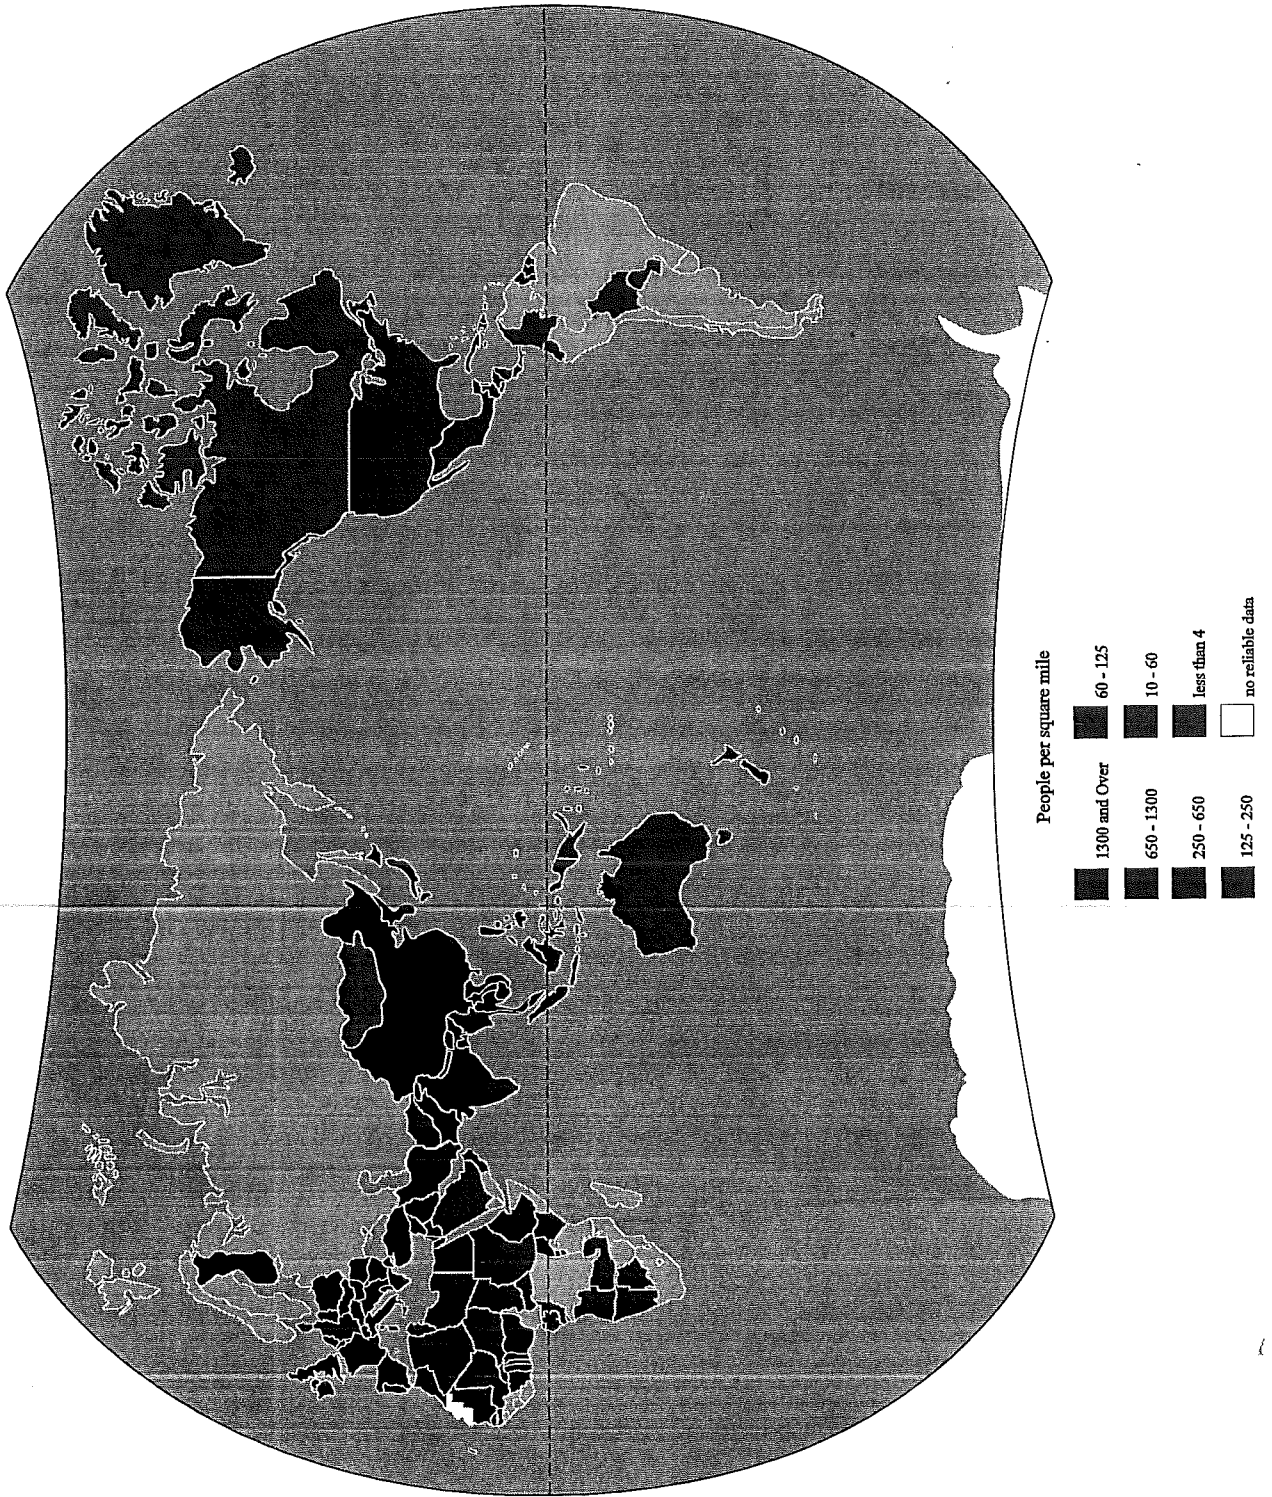 People per square mile
1300 and Over
650 - 1300
250 - 650
125 - 250
60 - 125
10 - 60
less than 4
no reliable data